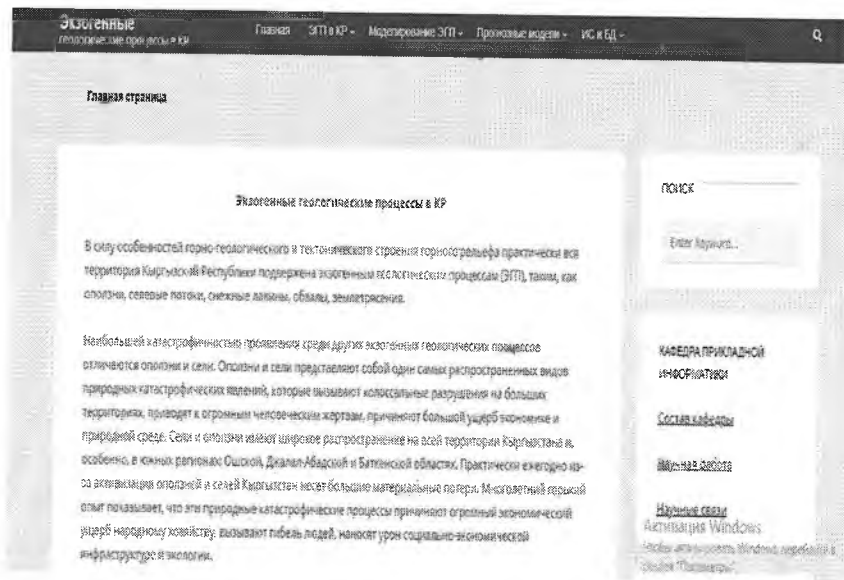 Экзогенные
геологические процессы в КР
Главная ЭГП в КР Моделирование ЭГП Прогнозные модели ИС и БД
Главная страница
Экзогенные геологические процессы в КР
В силу особенностей горно-геологического и тектонического строения горного рельефа практически вся
территория Кыргызской Республики подвержена экзогенным геологическим процессам (ЭГП), таким, как
оползни, селевые потоки, снежные лавины, обвалы, землетрясения.
Наибольшей катастрофичностью проявления среди других экзогенных геологических процессов
отличаются оползни и сели. Оползни и сели представляют собой один самых распространенных видов
природных катастрофических явлений, которые вызывают колоссальные разрушения на больших
территориях, приводят к огромным человеческим жертвам, причиняют большой ущерб экономике и
природной среде. Сели и оползни имеют широкое распространение на всей территории Кыргызстана и,
особенно, в южных регионах: Ошской, Джалал-Абадской и Баткенской областях. Практически ежегодно из-
за активизации оползней и селей Кыргызстан несет большие материальные потери. Многолетний горький
опыт показывает, что эти природные катастрофические процессы причиняют огромный экономический
ущерб народному хозяйству, вызывают гибель людей, наносят урон социально-экономической
инфраструктуре и экологии.
ПОИСК
Enter keyword...
КАФЕДРА ПРИКЛАДНОЙ
ИНФОРМАТИКИ
Состав кафедры
Научная работа
Научные связи
Активация Windows
Чтобы активировать Windows, перейдите в
раздел "Параметры".